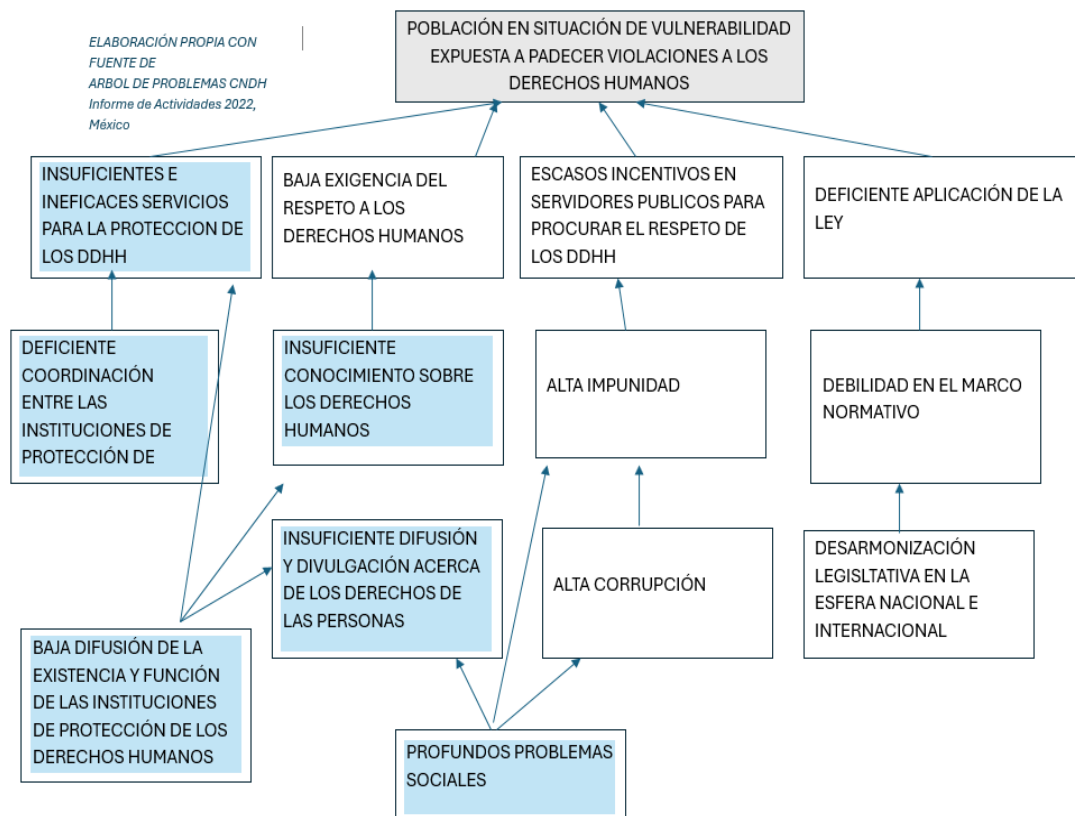 ELABORACIÓN PROPIA CON
FUENTE DE
ARBOL DE PROBLEMAS CNDH
Informe de Actividades 2022,
México
POBLACIÓN EN SITUACIÓN DE VULNERABILIDAD
EXPUESTA A PADECER VIOLACIONES A LOS
DERECHOS HUMANOS
INSUFICIENTES E
INEFICACES SERVICIOS
PARA LA PROTECCION DE
LOS DDHH
BAJA EXIGENCIA DEL
RESPETO A LOS
DERECHOS HUMANOS
ESCASOS INCENTIVOS EN
SERVIDORES PUBLICOS PARA
PROCURAR EL RESPETO DE
LOS DDHH
DEFICIENTE APLICACIÓN DE LA
LEY
DEFICIENTE
COORDINACIÓN
ENTRE LAS
INSTITUCIONES DE
PROTECCIÓN DE
INSUFICIENTE
CONOCIMIENTO SOBRE
LOS DERECHOS
HUMANOS
ALTA IMPUNIDAD
DEBILIDAD EN EL MARCO
NORMATIVO
INSUFICIENTE DIFUSIÓN
Y DIVULGACIÓN ACERCA
DE LOS DERECHOS DE
LAS PERSONAS
ALTA CORRUPCIÓN
DESARMONIZACIÓN
LEGISLTATIVA EN LA
ESFERA NACIONAL E
INTERNACIONAL
BAJA DIFUSIÓN DE LA
EXISTENCIA Y FUNCIÓN
DE LAS INSTITUCIONES
DE PROTECCIÓN DE LOS
DERECHOS HUMANOS
PROFUNDOS PROBLEMAS
SOCIALES